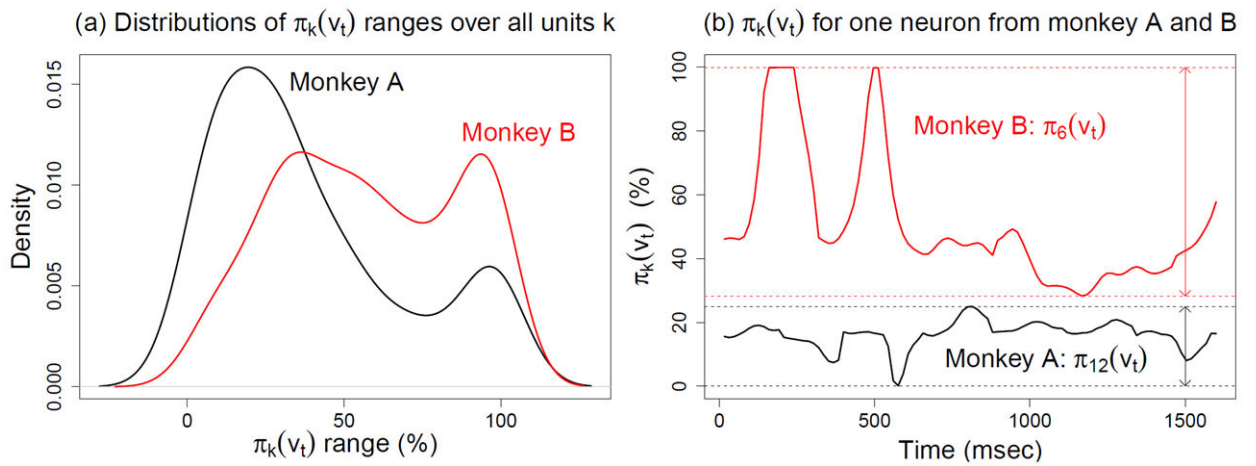 (a) Distributions of πk(vt) ranges over all units k
Density
0.000
0.005
0.010
0.015
Monkey A
Monkey B
0
50
100
πk(vt) range (%)
(b) πk(vt) for one neuron from monkey A and B
πk(vt) (%)
0
20
40
60
80
100
Monkey B: π6(vt)
Monkey A: π12(vt)
0
500
1000
1500
Time (msec)